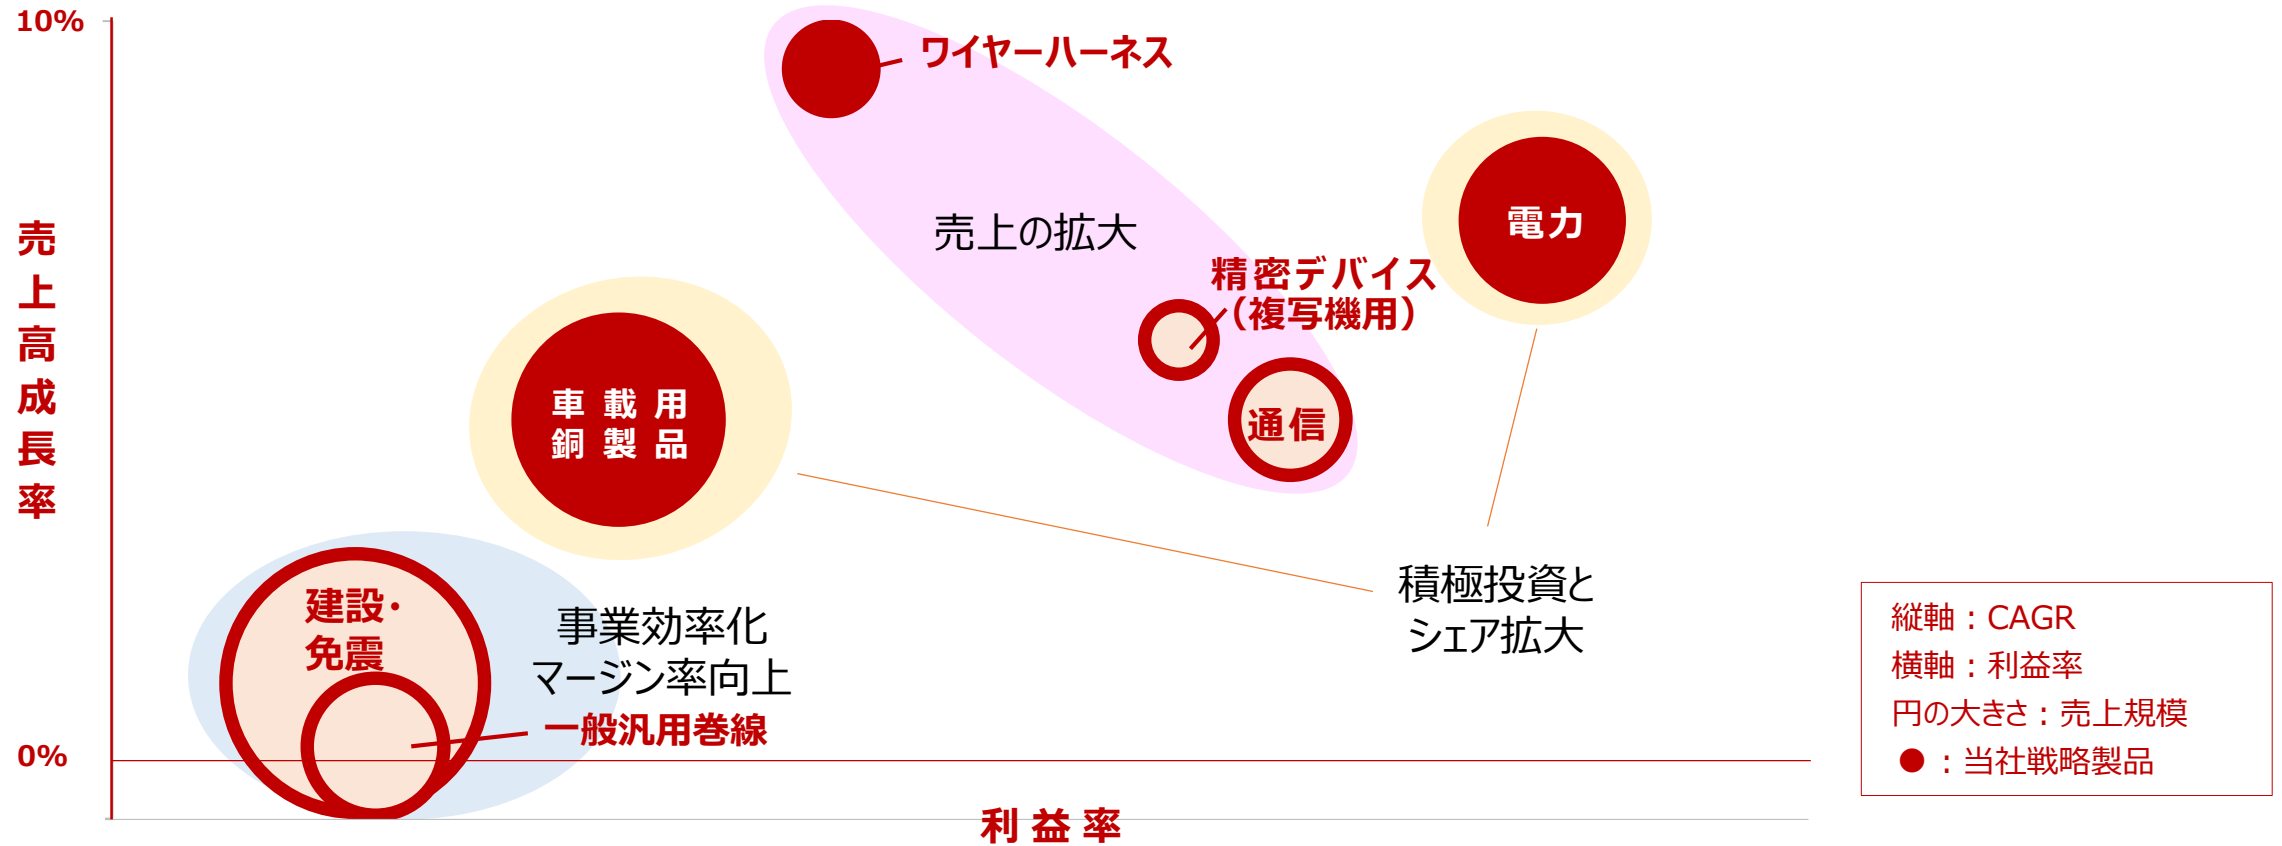 10%
ワイヤーハーネス
電力
売上の拡大
精密デバイス
（複写機用）
売上高成長率
車載用
銅製品
通信
積極投資と
シェア拡大
建設・
免震
事業効率化
マージン率向上
一般汎用巻線
0%
利益率
縦軸：CAGR
横軸：利益率
円の大きさ：売上規模
●：当社戦略製品